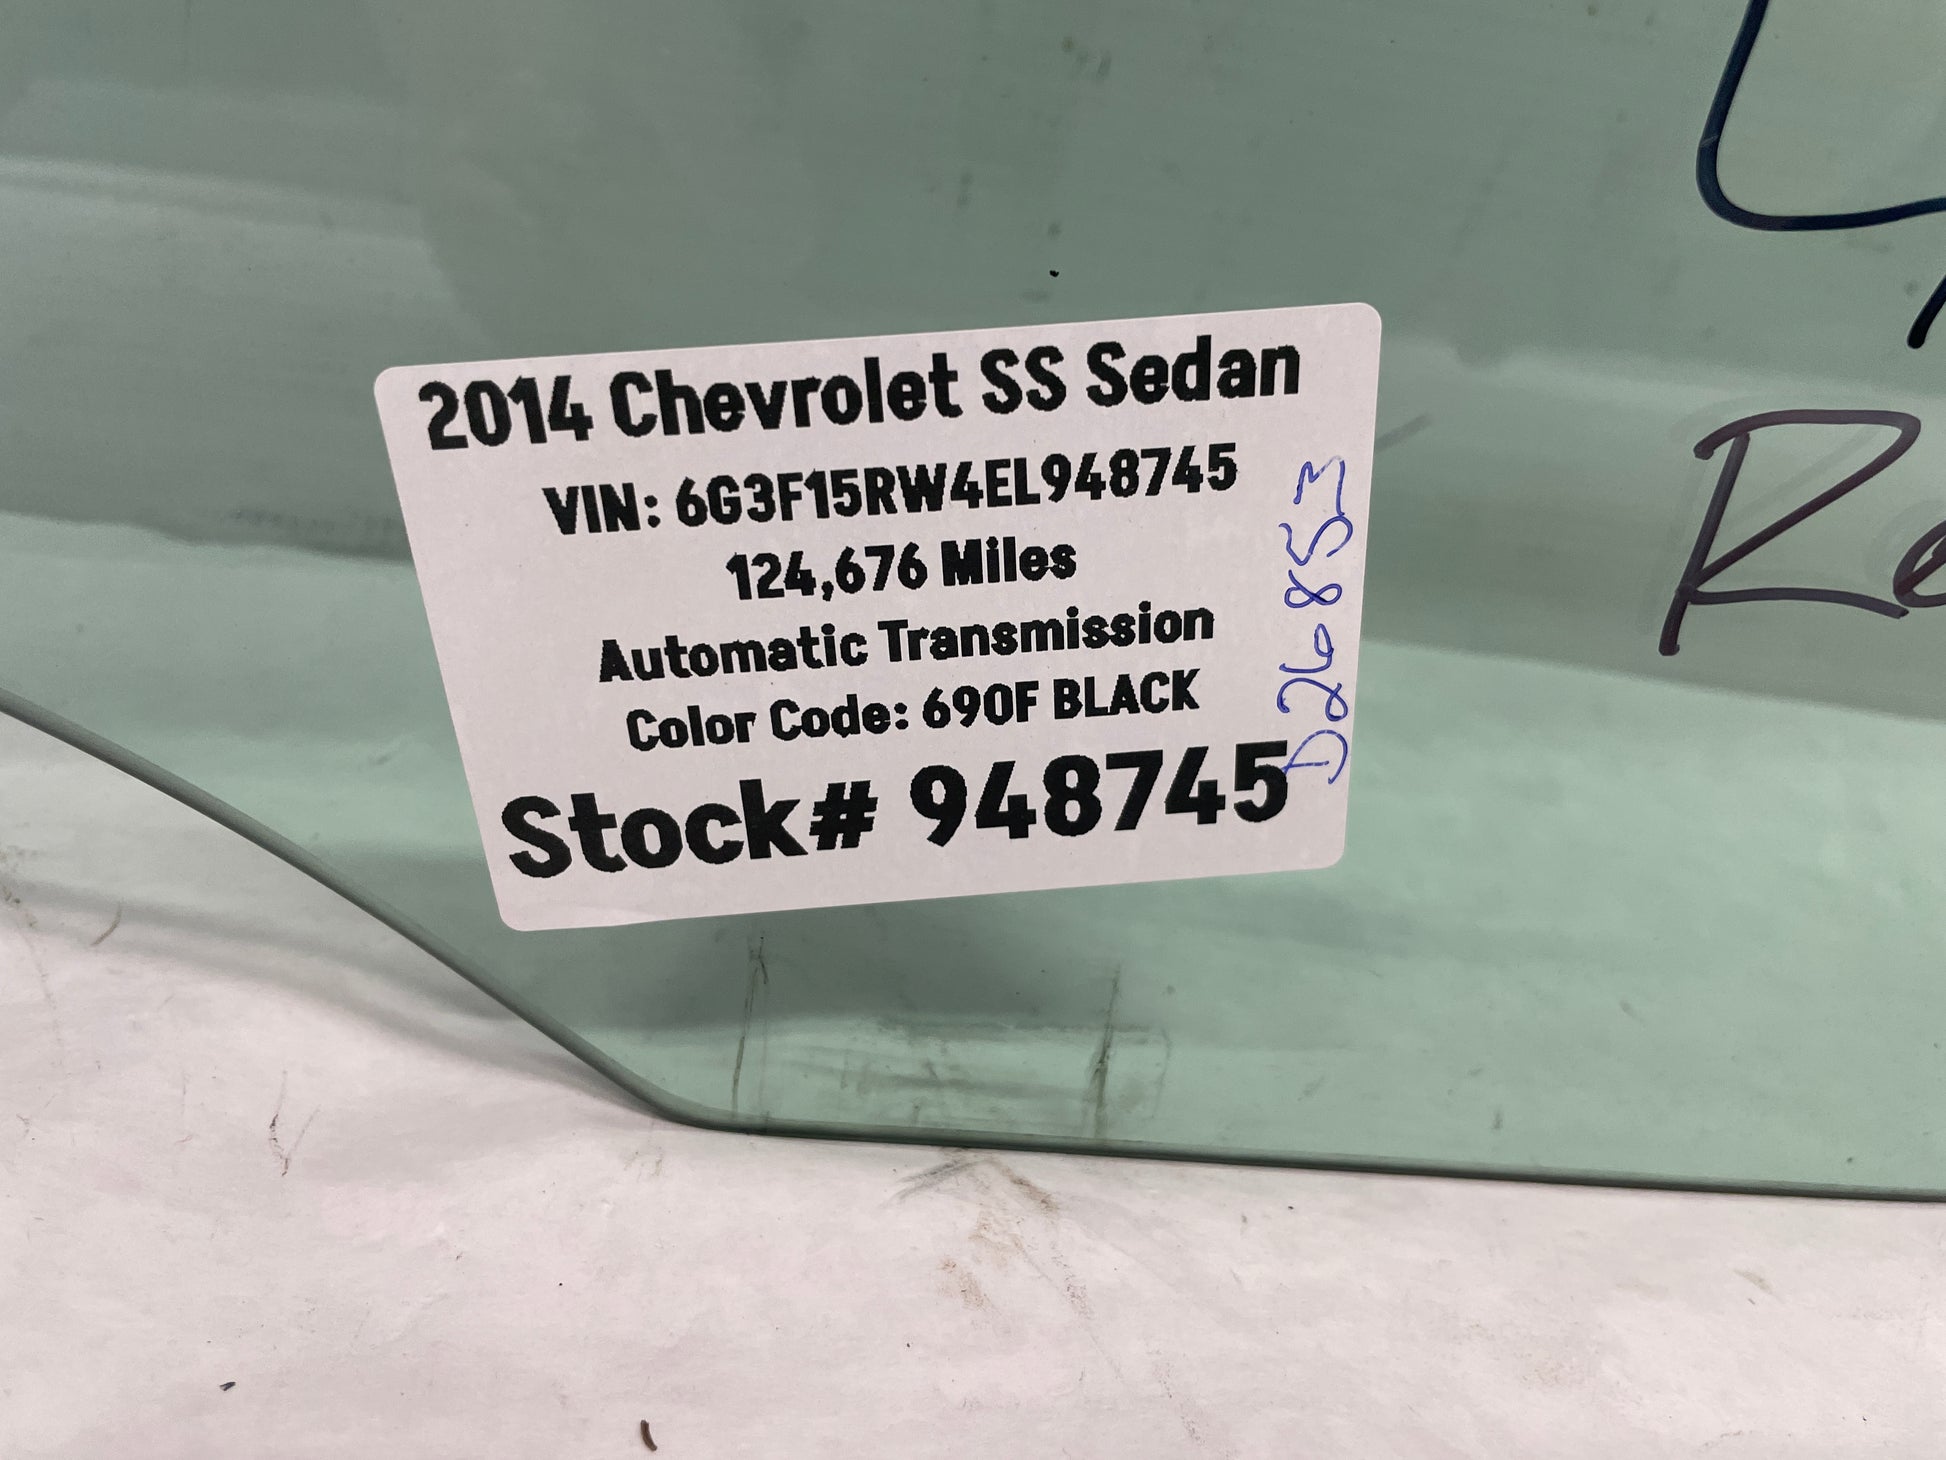 2014 Chevrolet SS Sedan
VIN: 6G3F15RW4EL948745
124,676 Miles
Automatic Transmission
Color Code: 690F BLACK
Stock# 948745
D26853